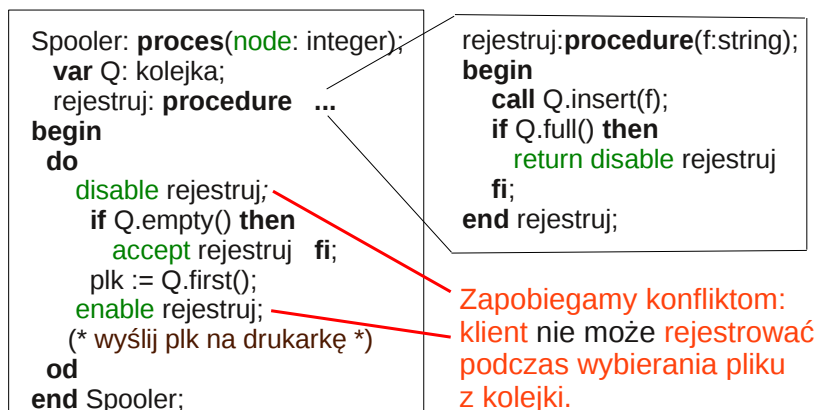 Spooler: proces(node: integer);
var Q: kolejka;
rejestruj: procedure ...
begin
do
disable rejestruj;
if Q.empty() then
accept rejestruj fi;
plk := Q.first();
enable rejestruj;
(* wyślij plk na drukarkę *)
od
end Spooler;
rejestruj:procedure(f:string);
begin
call Q.insert(f);
if Q.full() then
return disable rejestruj
fi;
end rejestruj;
Zapobiegamy konfliktom:
klient nie może rejestrować
podczas wybierania pliku
z kolejki.